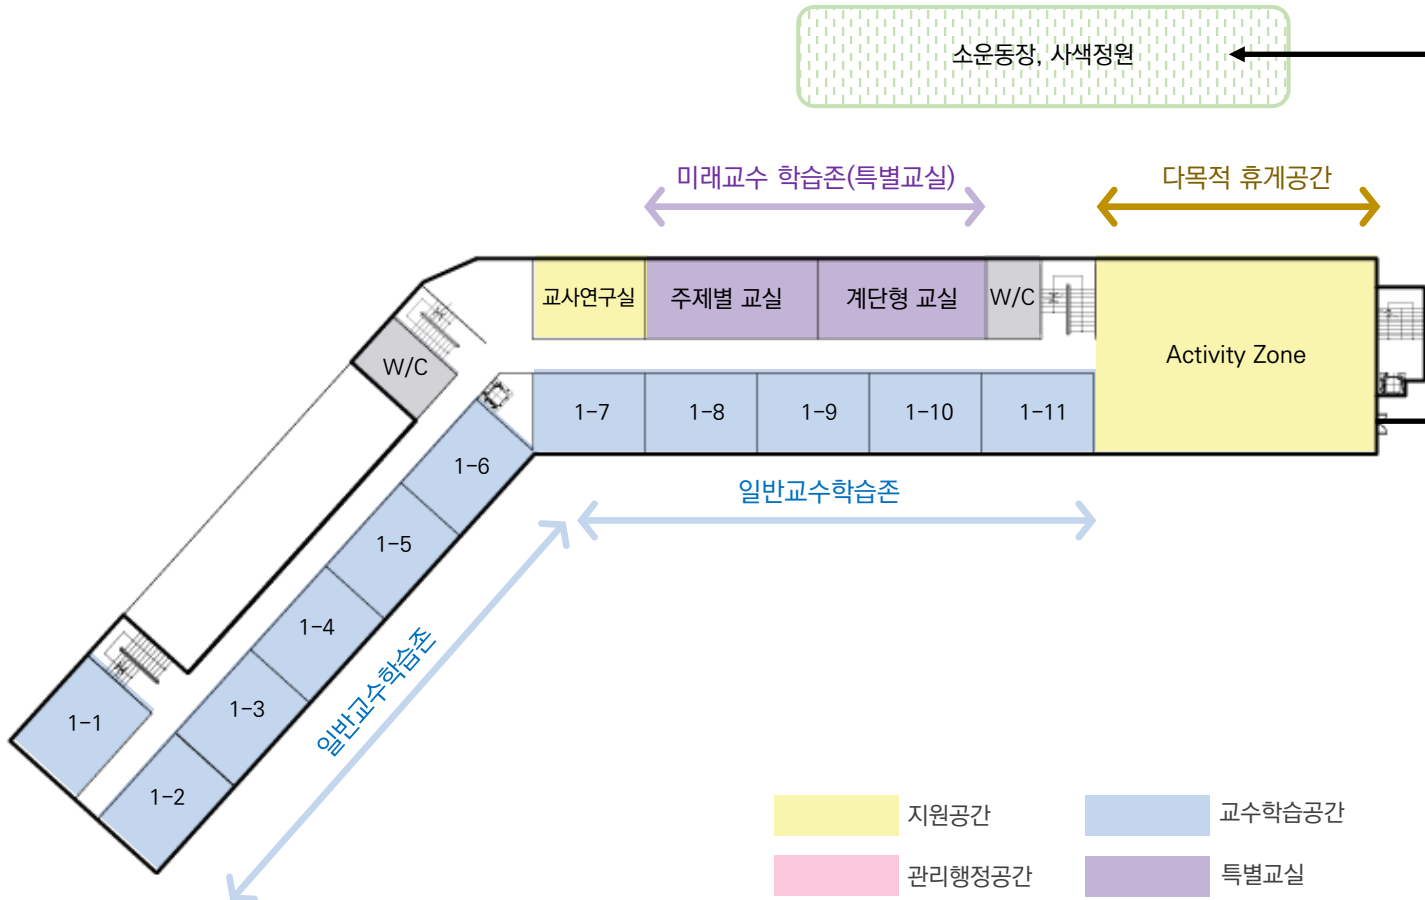 소운동장, 사색정원
미래교수 학습존(특별교실)
다목적 휴게공간
교사연구실
주제별 교실
계단형 교실
W/C
W/C
Activity Zone
1-7
1-8
1-9
1-10
1-11
1-6
1-5
1-4
1-3
1-2
1-1
일반교수학습존
일반교수학습존
지원공간
교수학습공간
관리행정공간
특별교실